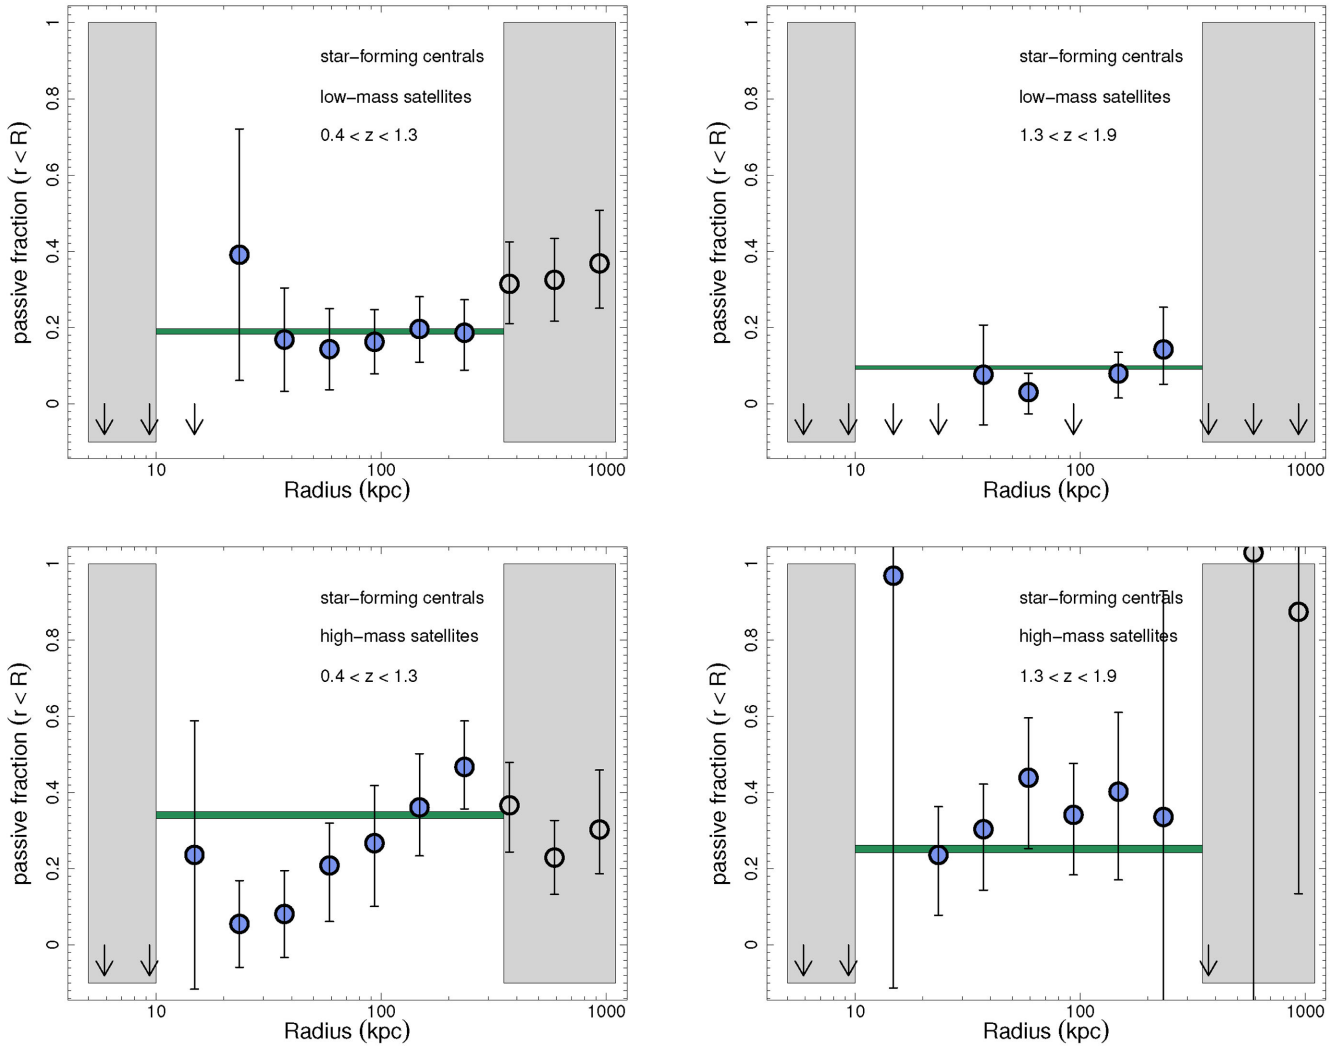 star−forming centrals
low−mass satellites
0.4 < z < 1.3
passive fraction (r < R)
0 0.2 0.4 0.6 0.8 1
10 100 1000
Radius (kpc)
star−forming centrals
low−mass satellites
1.3 < z < 1.9
passive fraction (r < R)
0 0.2 0.4 0.6 0.8 1
10 100 1000
Radius (kpc)
star−forming centrals
high−mass satellites
0.4 < z < 1.3
passive fraction (r < R)
0 0.2 0.4 0.6 0.8 1
10 100 1000
Radius (kpc)
star−forming centrals
high−mass satellites
1.3 < z < 1.9
passive fraction (r < R)
0 0.2 0.4 0.6 0.8 1
10 100 1000
Radius (kpc)